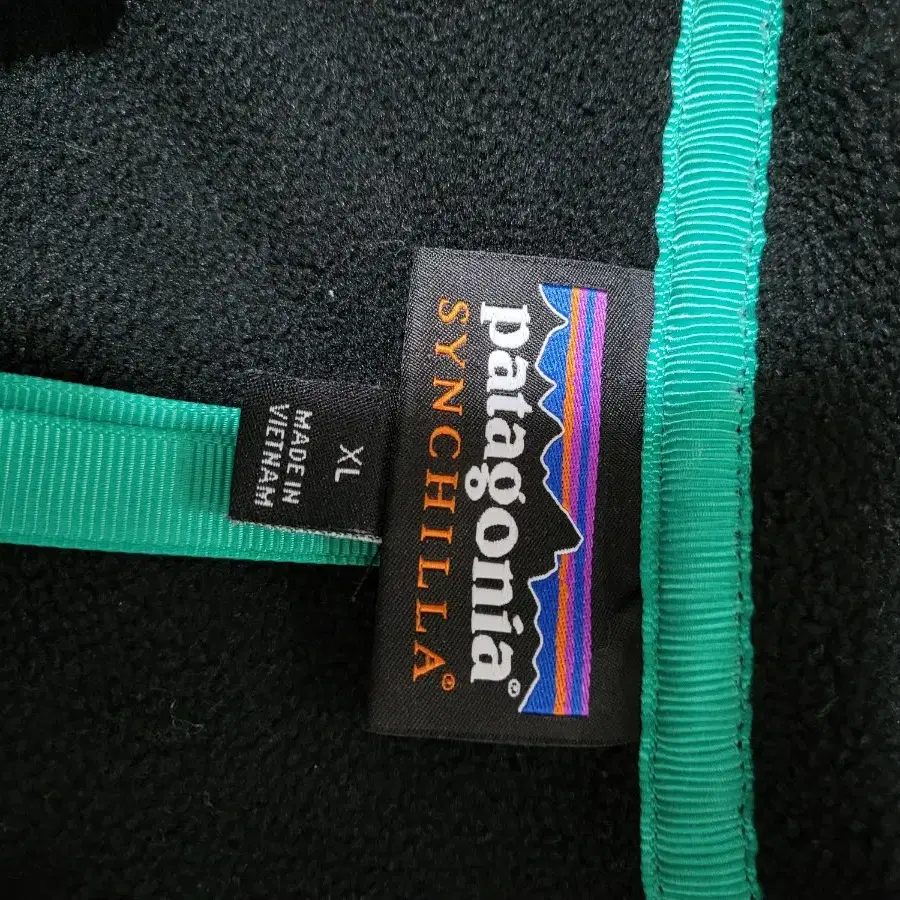 patagonia®
SYNCHILLA®
XL
MADE IN
VIETNAM